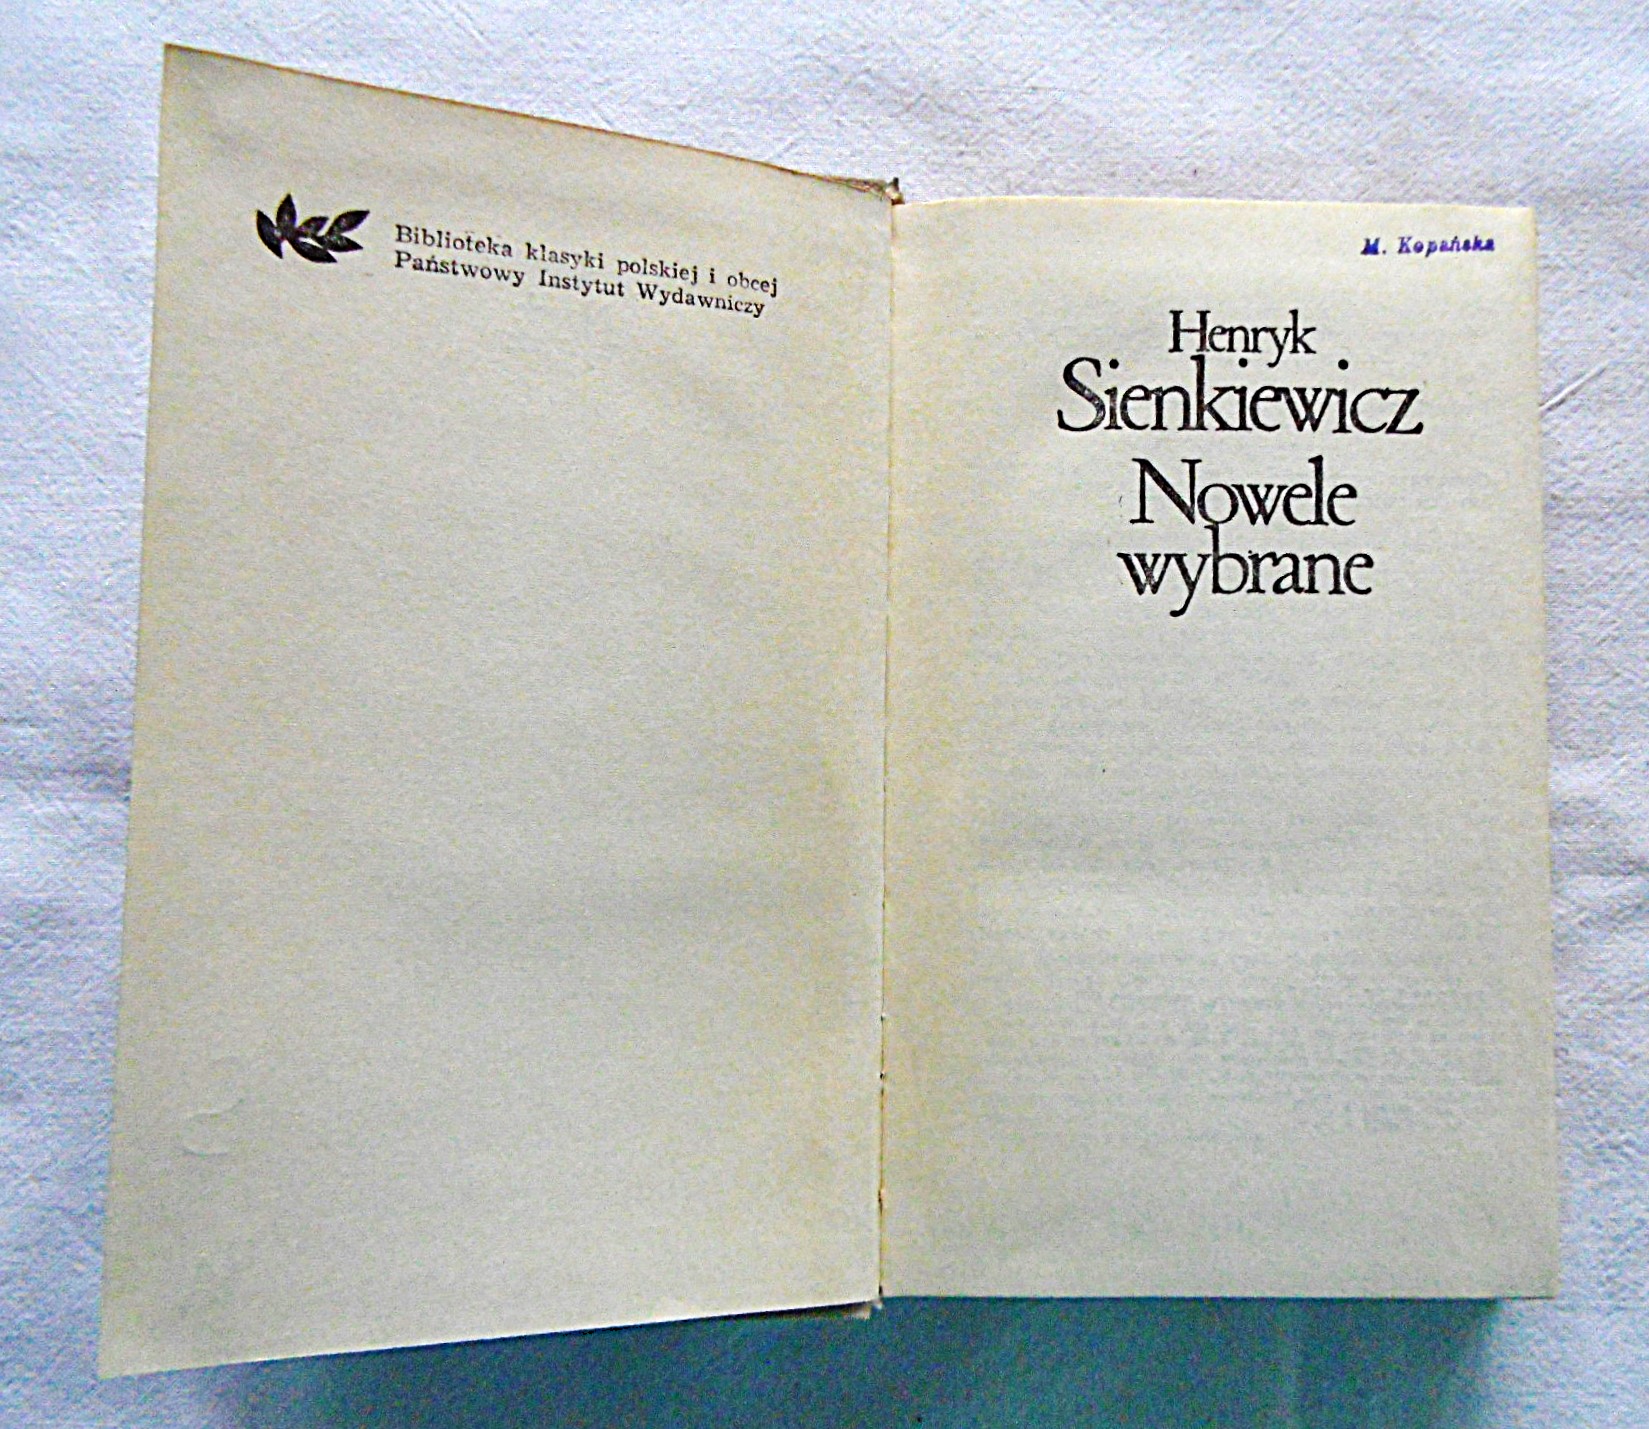 Biblioteka klasyki polskiej i obcej
Państwowy Instytut Wydawniczy
M. Kopańska
Henryk
Sienkiewicz
Nowele
wybrane